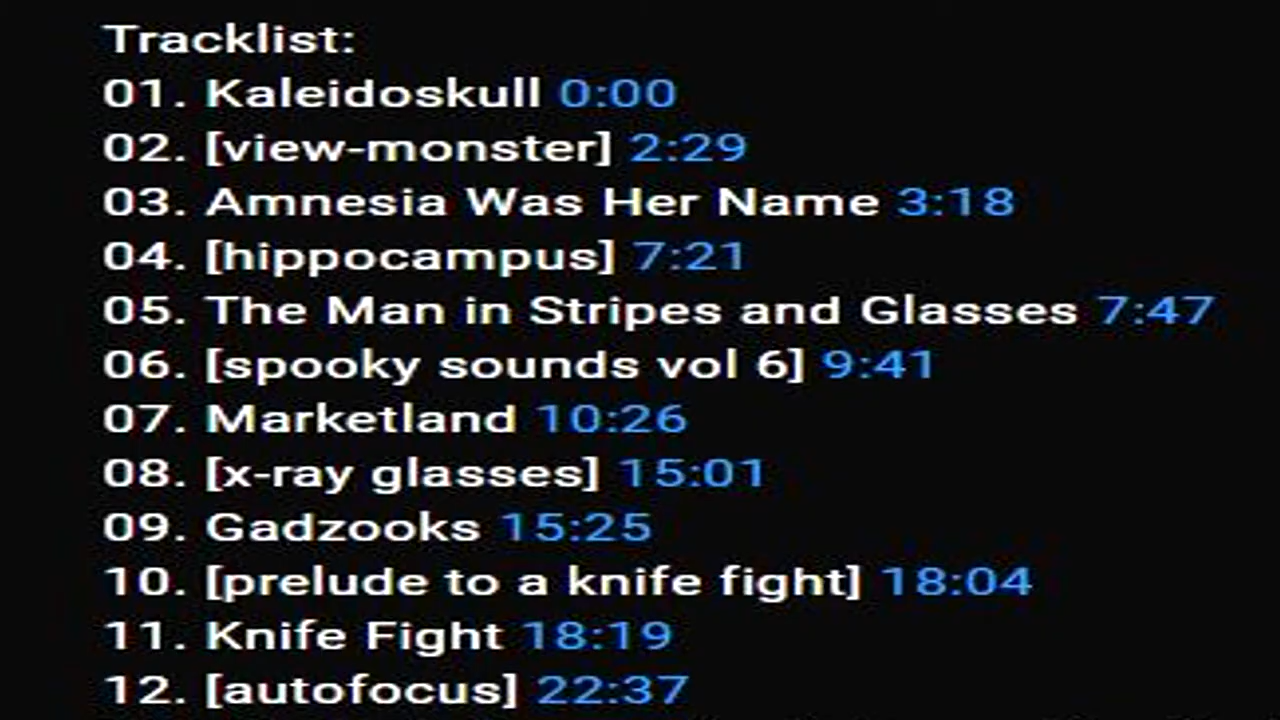 Tracklist:
01. Kaleidoskull 0:00
02. [view-monster] 2:29
03. Amnesia Was Her Name 3:18
04. [hippocampus] 7:21
05. The Man in Stripes and Glasses 7:47
06. [spooky sounds vol 6] 9:41
07. Marketland 10:26
08. [x-ray glasses] 15:01
09. Gadzooks 15:25
10. [prelude to a knife fight] 18:04
11. Knife Fight 18:19
12. [autofocus] 22:37